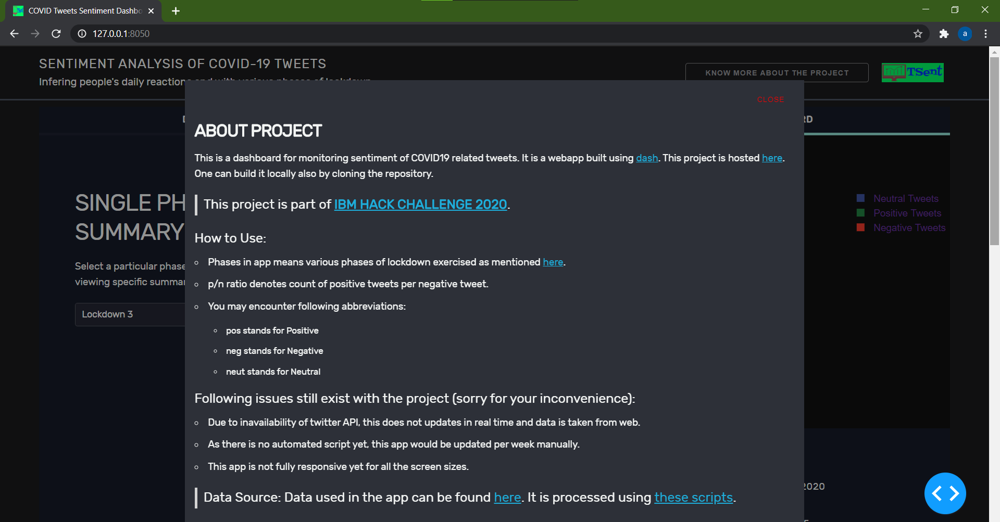 COVID Tweets Sentiment Dashbo
127.0.0.1:8050
a
SENTIMENT ANALYSIS OF COVID-19 TWEETS
Infering people's daily reactions and with various phases of lockdown
KNOW MORE ABOUT THE PROJECT
TSent
CLOSE
RD
ABOUT PROJECT
This is a dashboard for monitoring sentiment of COVID19 related tweets. It is a webapp built using dash. This project is hosted here.
One can build it locally also by cloning the repository.
This project is part of IBM HACK CHALLENGE 2020.
SINGLE PH
SUMMARY
Neutral Tweets
Positive Tweets
Negative Tweets
How to Use:
Select a particular phase
viewing specific summar
Lockdown 3
Phases in app means various phases of lockdown exercised as mentioned here.
p/n ratio denotes count of positive tweets per negative tweet.
You may encounter following abbreviations:
pos stands for Positive
neg stands for Negative
neut stands for Neutral
Following issues still exist with the project (sorry for your inconvenience):
Due to inavailability of twitter API, this does not updates in real time and data is taken from web.
As there is no automated script yet, this app would be updated per week manually.
This app is not fully responsive yet for all the screen sizes.
2020
Data Source: Data used in the app can be found here. It is processed using these scripts.